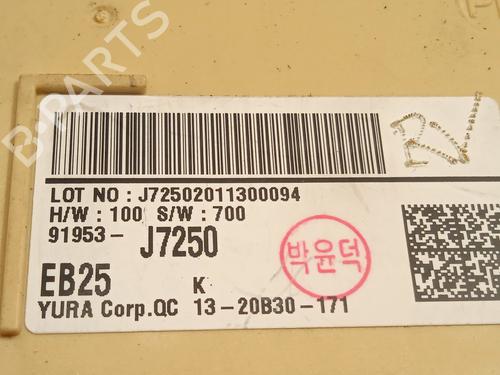 B-PARTS
LOT NO : J72502011300094
H/W : 100 S/W : 700
91953- J7250
박윤덕
EB25 K
YURA Corp.QC 13-20B30-171